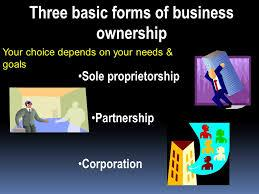 Three basic forms of business
ownership
Your choice depends on your needs &
goals
•Sole proprietorship
•Partnership
•Corporation